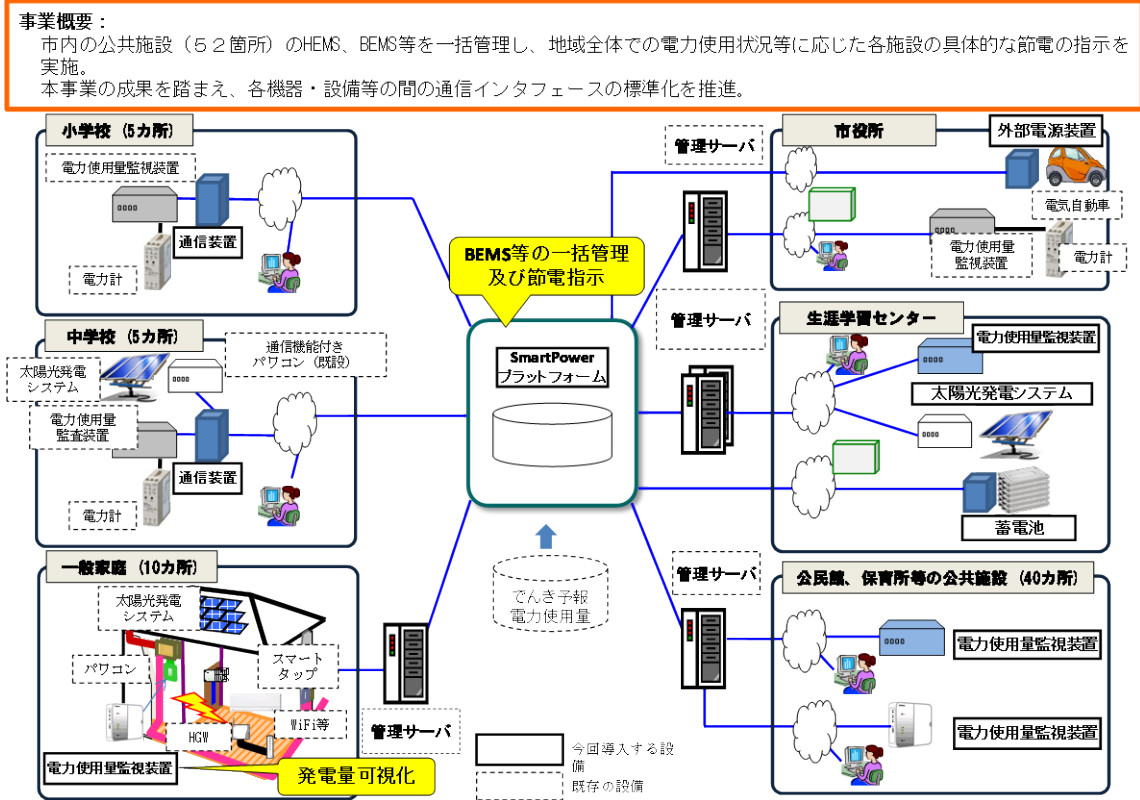 事業概要：
市内の公共施設（５２箇所）のHEMS、BEMS等を一括管理し、地域全体での電力使用状況等に応じた各施設の具体的な節電の指示を
実施。
本事業の成果を踏まえ、各機器・設備等の間の通信インタフェースの標準化を推進。
小学校（5カ所）
電力使用量監視装置
通信装置
電力計
中学校（5カ所）
通信機能付き
パワコン（既設）
太陽光発電
システム
電力使用量
監査装置
通信装置
電力計
一般家庭（10カ所）
太陽光発電
システム
パワコン
スマート
タップ
HGW
WiFi等
電力使用量監視装置
発電量可視化
管理サーバ
BEMS等の一括管理
及び節電指示
SmartPower
プラットフォーム
でんき予報
電力使用量
今回導入する設
備
既存の設備
管理サーバ
市役所
外部電源装置
電気自動車
電力使用量
監視装置
電力計
管理サーバ
生涯学習センター
電力使用量監視装置
太陽光発電システム
蓄電池
管理サーバ
公民館、保育所等の公共施設（40カ所）
電力使用量監視装置
電力使用量監視装置